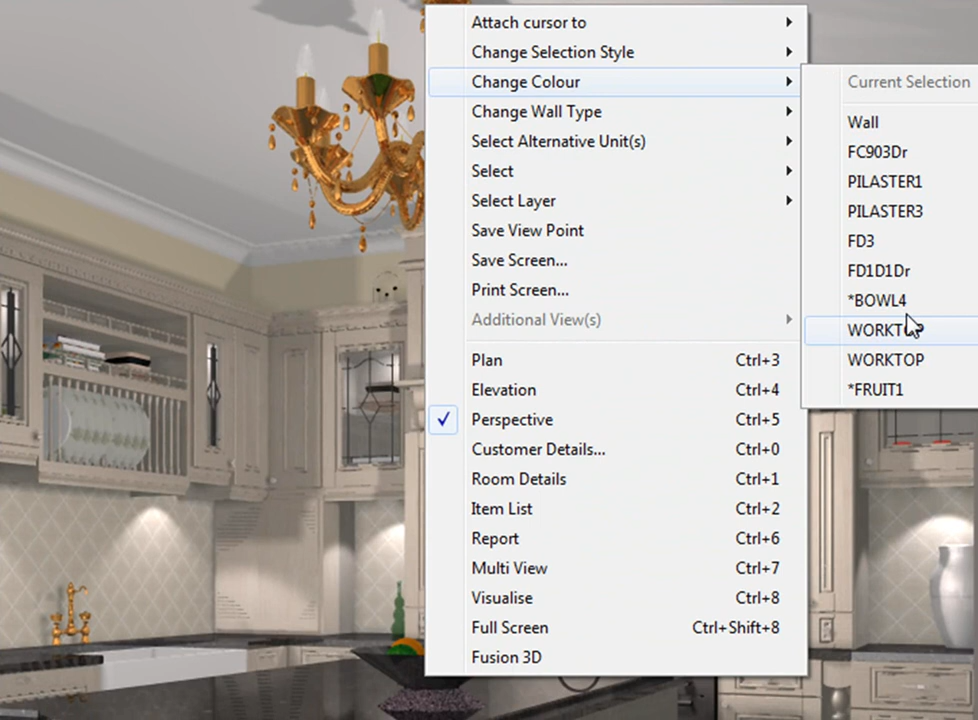 Attach cursor to
Change Selection Style
Change Colour
Change Wall Type
Select Alternative Unit(s)
Select
Select Layer
Save View Point
Save Screen...
Print Screen...
Additional View(s)
Plan Ctrl+3
Elevation Ctrl+4
Perspective Ctrl+5
Customer Details... Ctrl+0
Room Details Ctrl+1
Item List Ctrl+2
Report Ctrl+6
Multi View Ctrl+7
Visualise Ctrl+8
Full Screen Ctrl+Shift+8
Fusion 3D
Current Selection
Wall
FC903Dr
PILASTER1
PILASTER3
FD3
FD1D1Dr
*BOWL4
WORKTOP
WORKTOP
*FRUIT1